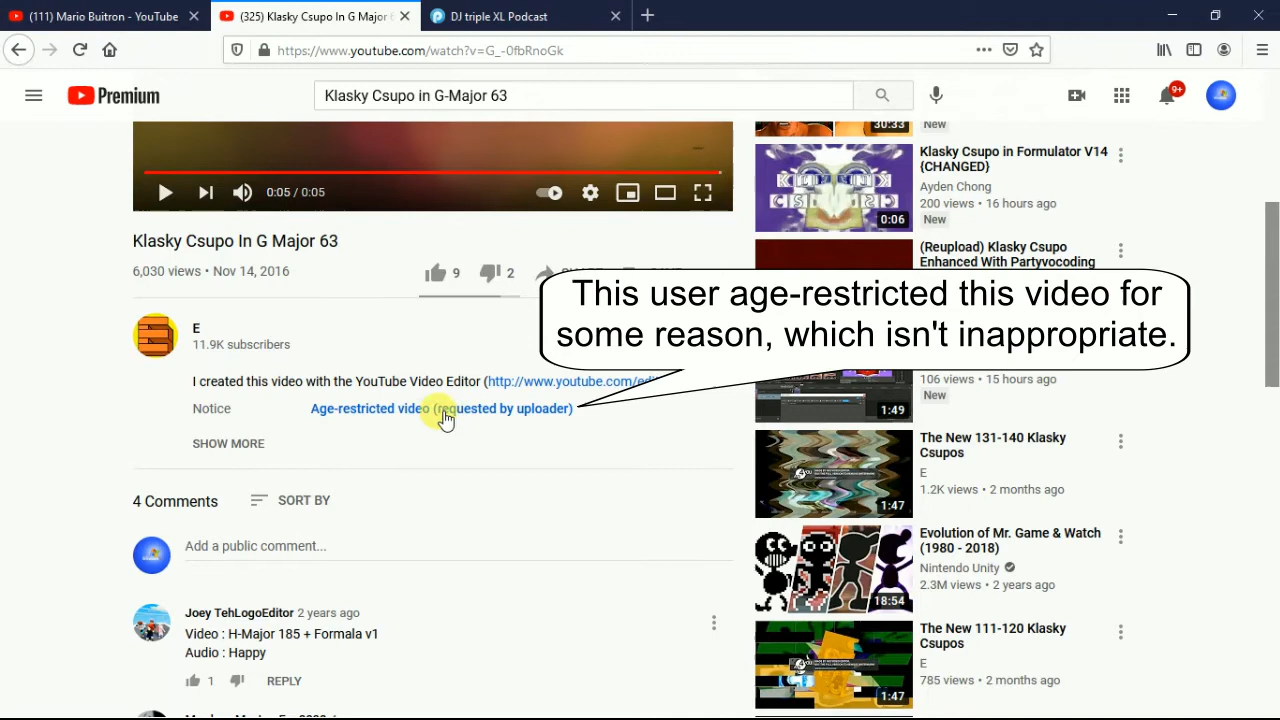 (111) Mario Buitron - YouTube
(325) Klasky Csupo In G Major 6
DJ triple XL Podcast
https://www.youtube.com/watch?v=G_-0fbRnoGk
Premium
Klasky Csupo in G-Major 63
9+
0:05 / 0:05
Klasky Csupo In G Major 63
6,030 views • Nov 14, 2016
9
2
E
11.9K subscribers
I created this video with the YouTube Video Editor (http://www.youtube.com/edi
Notice
Age-restricted video (requested by uploader)
SHOW MORE
This user age-restricted this video for
some reason, which isn't inappropriate.
4 Comments
SORT BY
Add a public comment...
Joey TehLogoEditor 2 years ago
Video : H-Major 185 + Formala v1
Audio : Happy
1
REPLY
30:33
New
Klasky Csupo in Formulator V14
{CHANGED}
Ayden Chong
200 views • 16 hours ago
New
0:06
(Reupload) Klasky Csupo
Enhanced With Partyvocoding
106 views • 15 hours ago
New
1:49
The New 131-140 Klasky
Csupos
E
1.2K views • 2 months ago
1:47
Evolution of Mr. Game & Watch
(1980 - 2018)
Nintendo Unity
2.3M views • 2 years ago
18:54
The New 111-120 Klasky
Csupos
E
785 views • 2 months ago
1:47